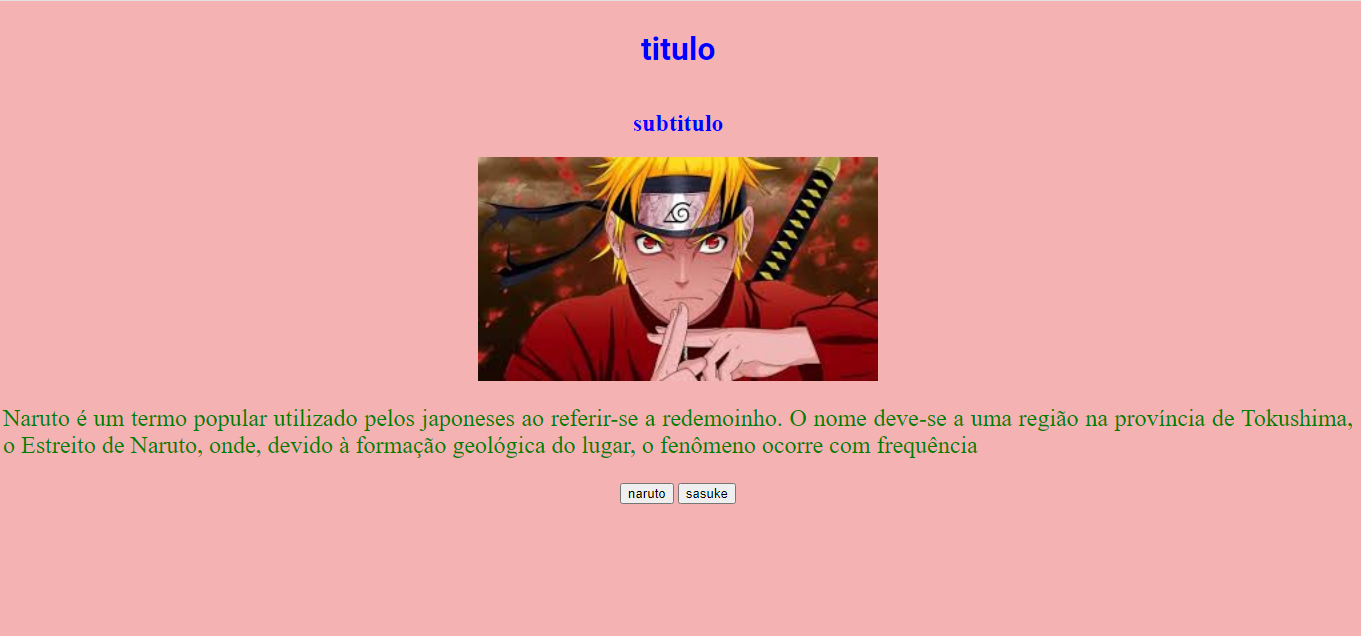 titulo
subtitulo
Naruto é um termo popular utilizado pelos japoneses ao referir-se a redemoinho. O nome deve-se a uma região na província de Tokushima,
o Estreito de Naruto, onde, devido à formação geológica do lugar, o fenômeno ocorre com frequência
naruto sasuke